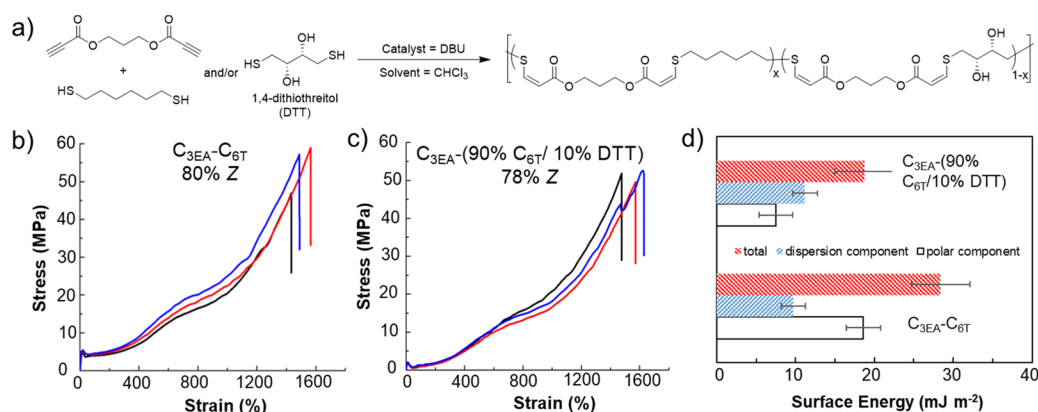 a)
O
O
O
O
+
HS
SH
and/or
OH
HS
SH
OH
1,4-dithiothreitol
(DTT)
Catalyst = DBU
Solvent = CHCl3
S
O
O
O
O
S
x
S
O
O
O
O
S
OH
OH
1-x
b)
C3EA-C6T
80% Z
Stress (MPa)
60
50
40
30
20
10
0
0 400 800 1200 1600
Strain (%)
c)
C3EA-(90% C6T/ 10% DTT)
78% Z
Stress (MPa)
60
50
40
30
20
10
0
0 400 800 1200 1600
Strain (%)
d)
C3EA-(90%
C6T/10% DTT)
total dispersion component polar component
C3EA-C6T
0 10 20 30 40
Surface Energy (mJ m-2)